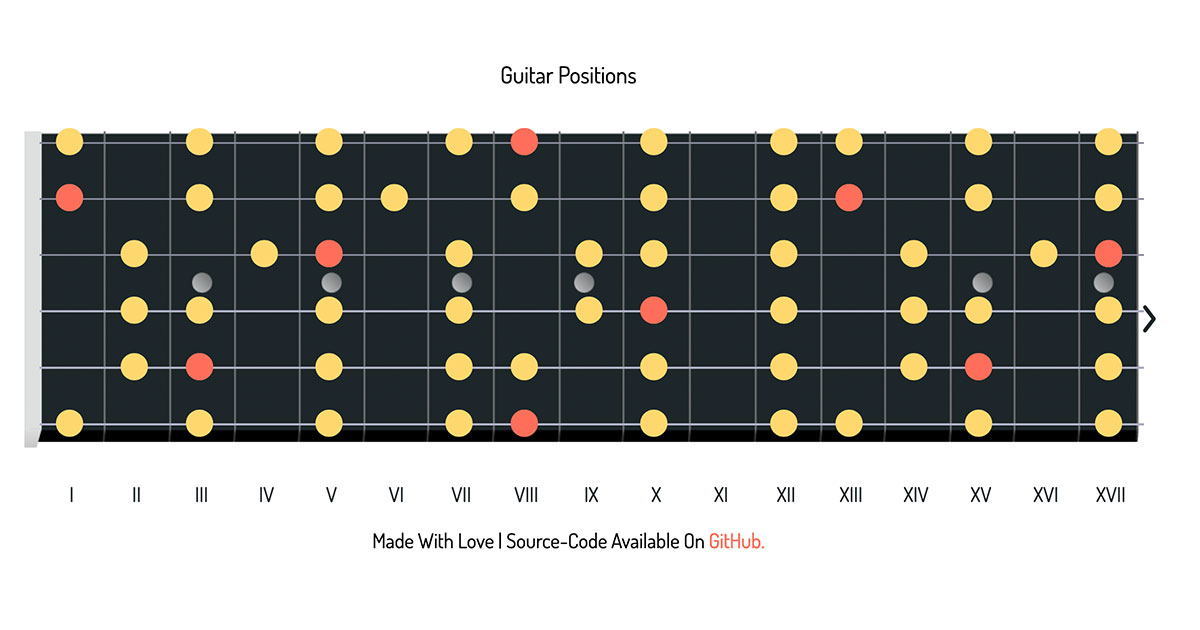 Guitar Positions
I II III IV V VI VII VIII IX X XI XII XIII XIV XV XVI XVII
Made With Love | Source-Code Available On GitHub.